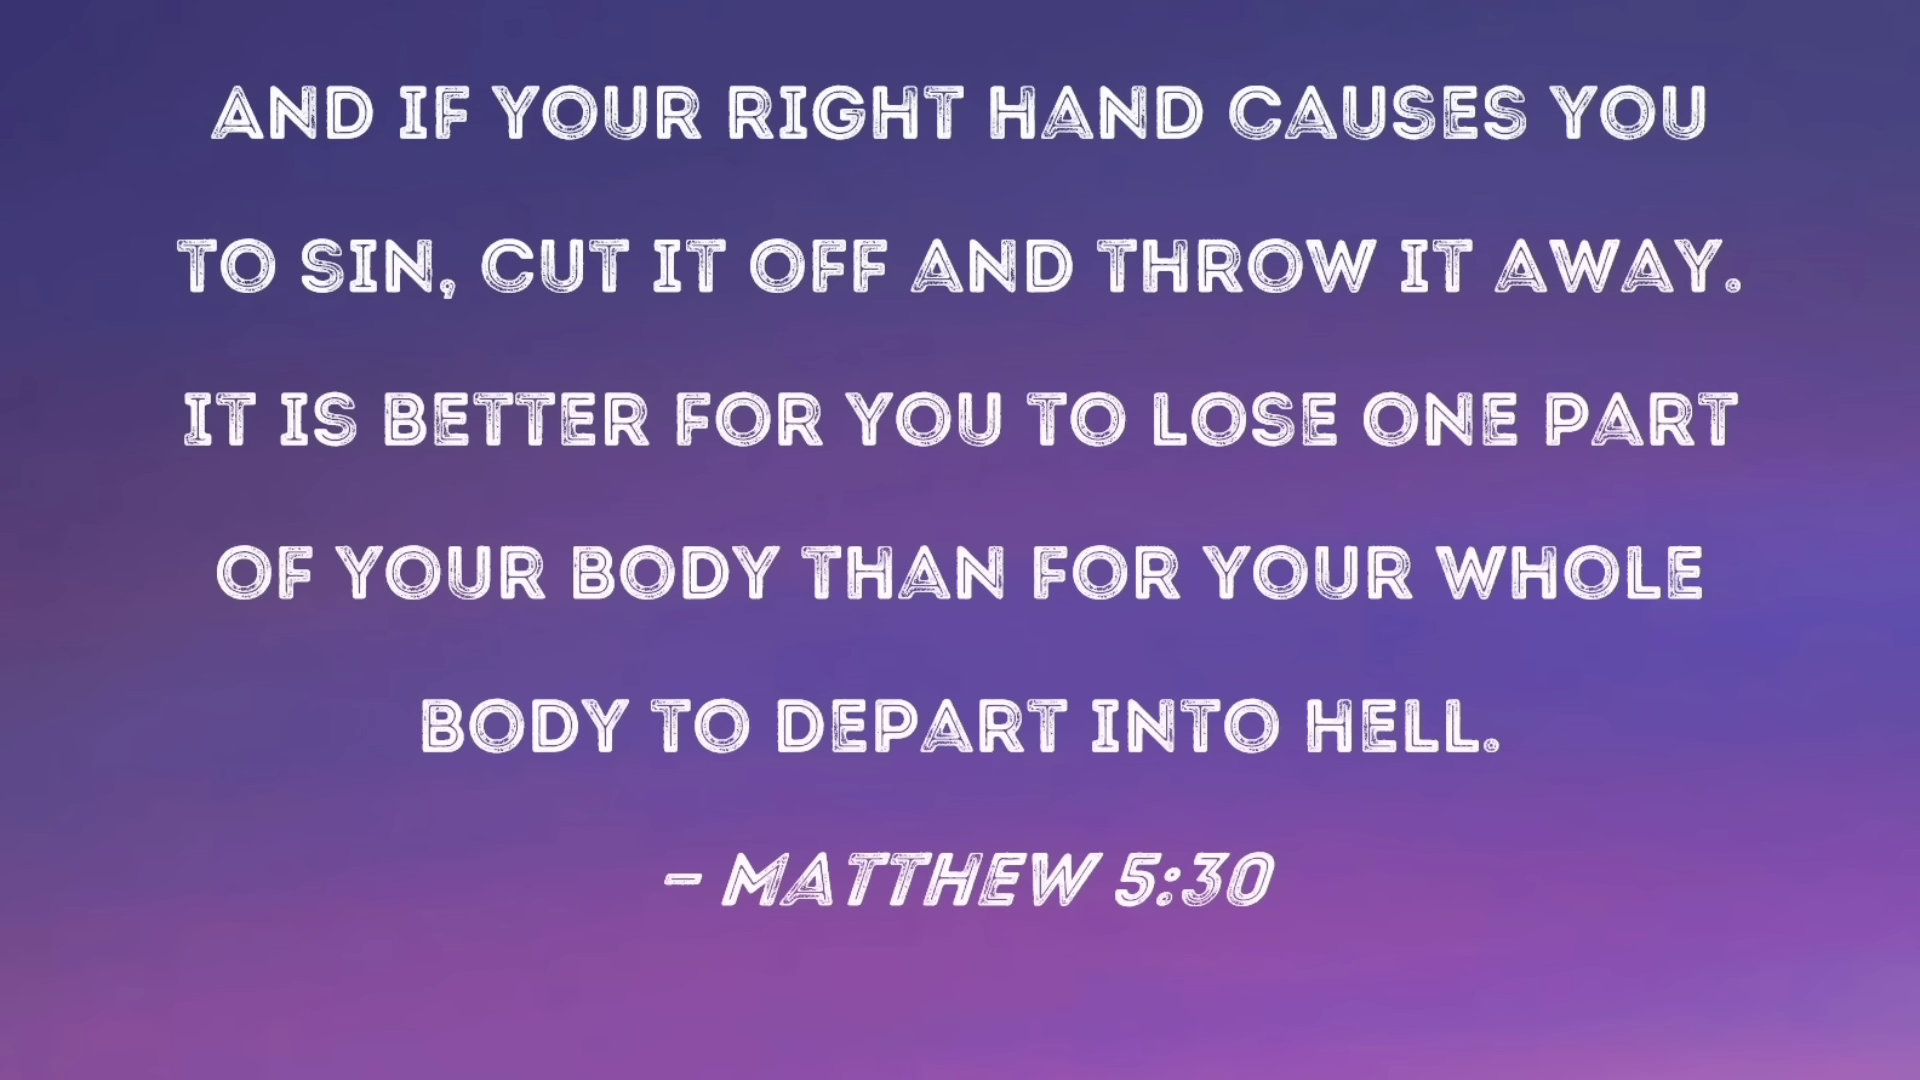 AND IF YOUR RIGHT HAND CAUSES YOU
TO SIN, CUT IT OFF AND THROW IT AWAY.
IT IS BETTER FOR YOU TO LOSE ONE PART
OF YOUR BODY THAN FOR YOUR WHOLE
BODY TO DEPART INTO HELL.
- MATTHEW 5:30